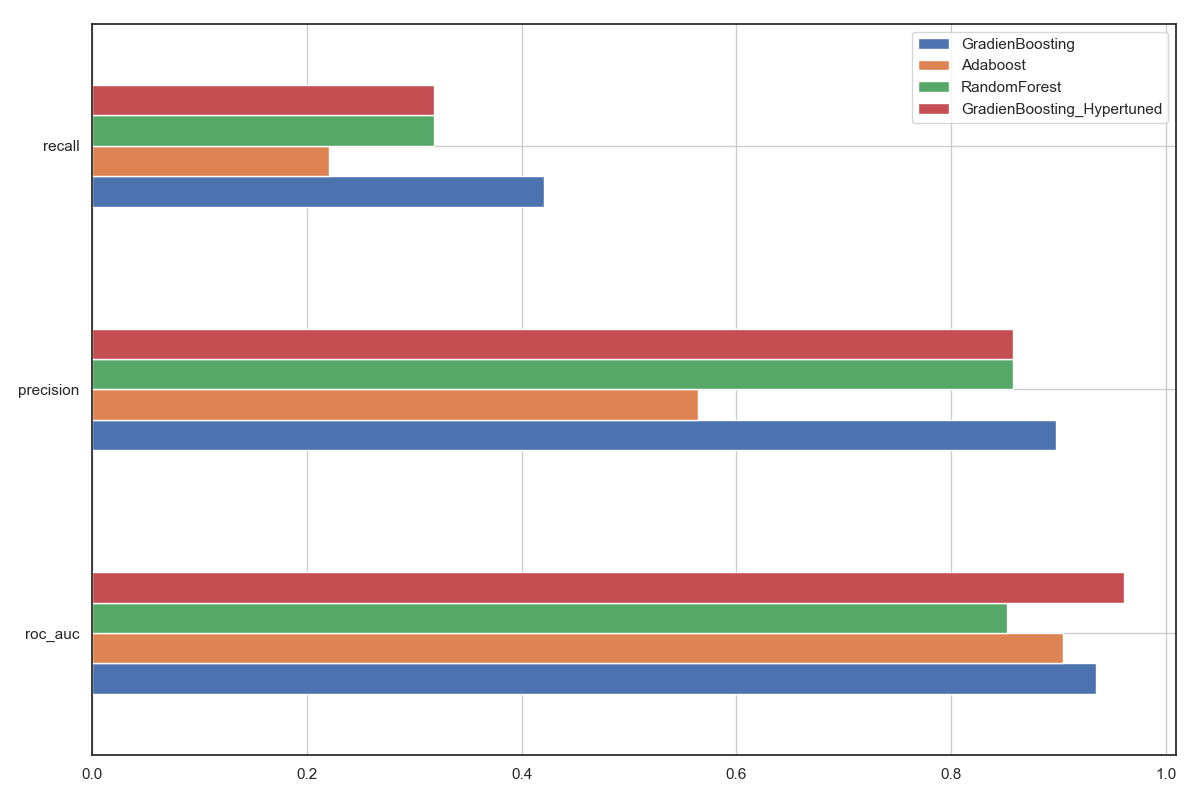 GradienBoosting
Adaboost
RandomForest
GradienBoosting_Hypertuned
recall
precision
roc_auc
0.0 0.2 0.4 0.6 0.8 1.0